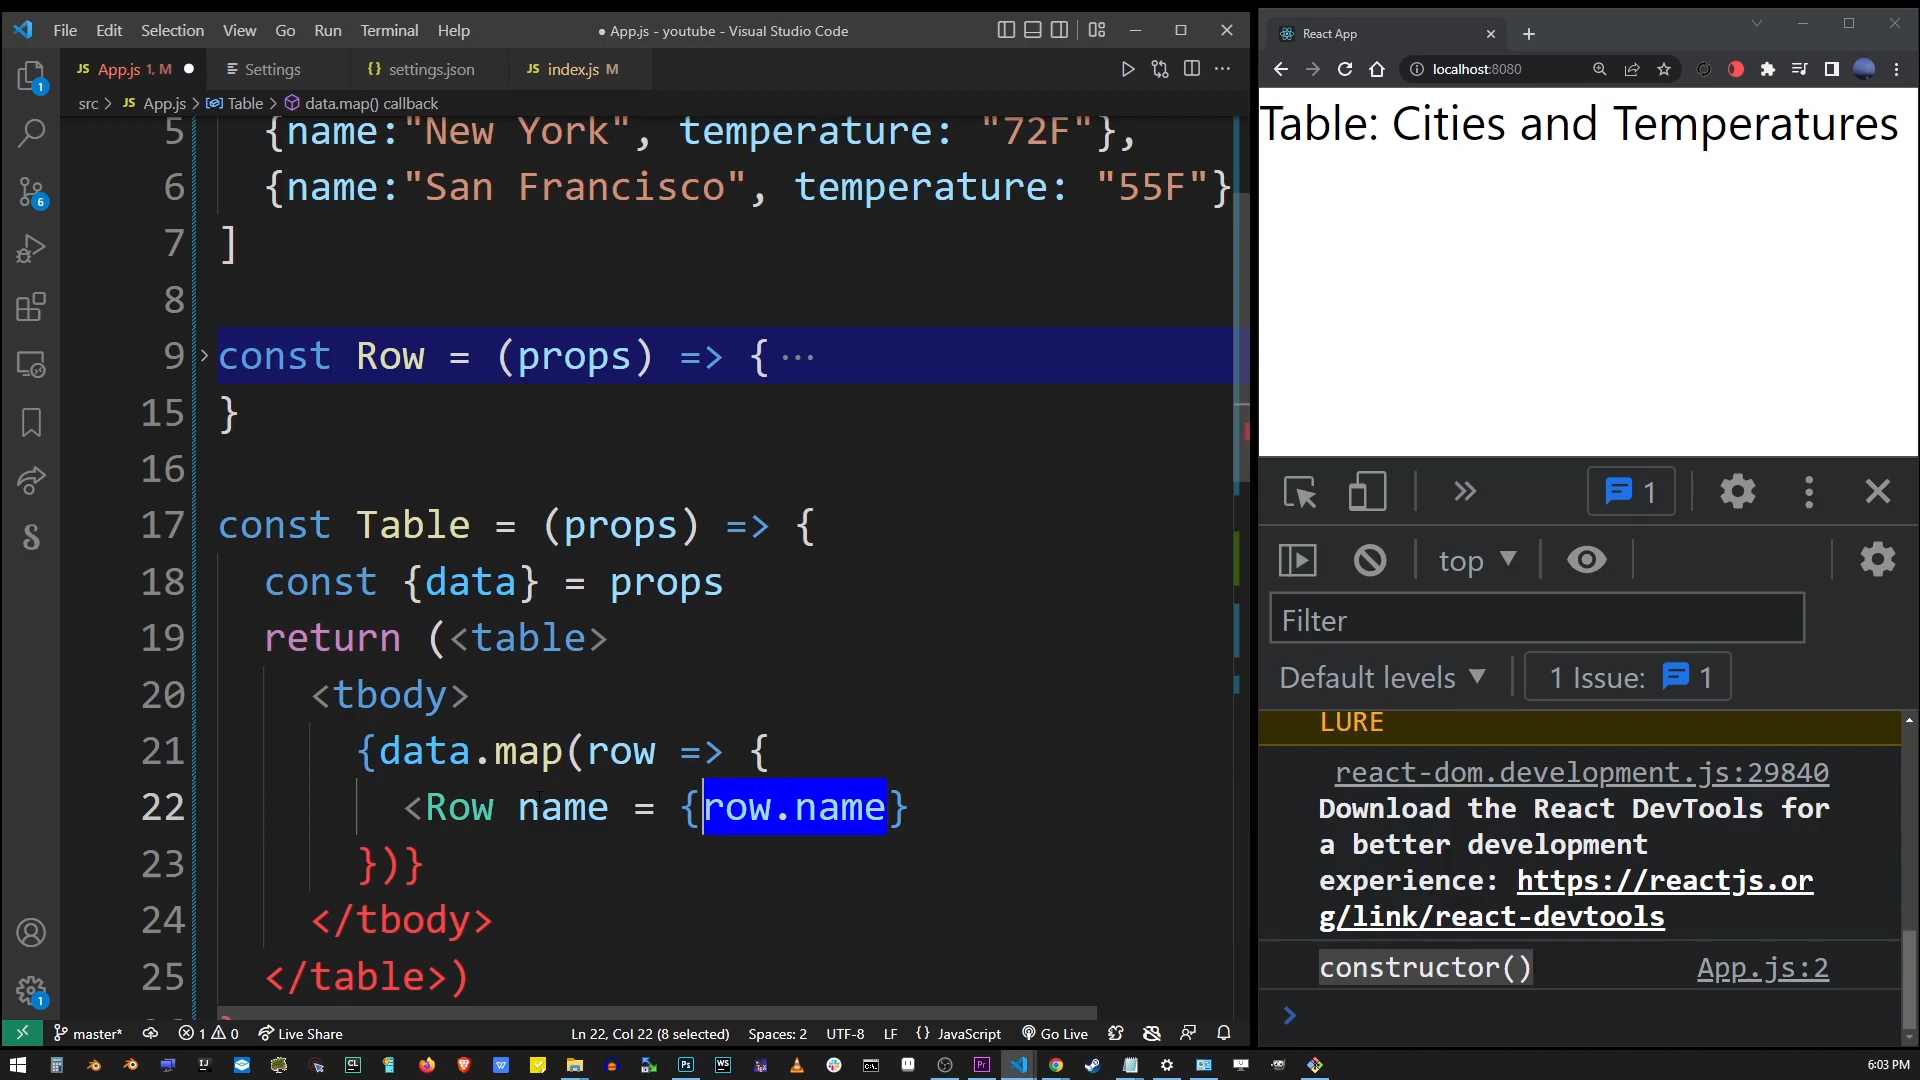 File Edit Selection View Go Run Terminal Help
● App.js - youtube - Visual Studio Code
JS App.js 1, M ●
Settings
{} settings.json
JS index.js M
src > JS App.js > Table > data.map() callback
5 {name:"New York", temperature: "72F"},
6 {name:"San Francisco", temperature: "55F"}
7 ]
8
9 const Row = (props) => { ···
15 }
16
17 const Table = (props) => {
18 const {data} = props
19 return (<table>
20 <tbody>
21 {data.map(row => {
22 <Row name = {row.name}
23 })}
24 </tbody>
25 </table>)
1
6
1
master*
1 0
Live Share
Ln 22, Col 22 (8 selected)
Spaces: 2
UTF-8
LF
{} JavaScript
Go Live
React App
localhost:8080
Table: Cities and Temperatures
1
top
Filter
Default levels
1 Issue: 1
LURE
react-dom.development.js:29840
Download the React DevTools for
a better development
experience: https://reactjs.or
g/link/react-devtools
constructor() App.js:2
6:03 PM